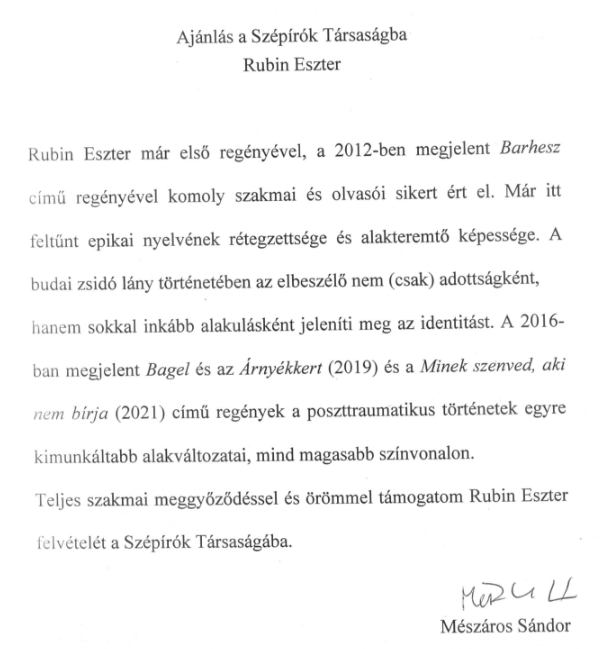 Ajánlás a Szépírók Társaságba
Rubin Eszter
Rubin Eszter már első regényével, a 2012-ben megjelent Barhesz
című regényével komoly szakmai és olvasói sikert ért el. Már itt
feltűnt epikai nyelvének rétegzettsége és alakteremtő képessége. A
budai zsidó lány történetében az elbeszélő nem (csak) adottságként,
hanem sokkal inkább alakulásként jeleníti meg az identitást. A 2016-
ban megjelent Bagel és az Árnyékkert (2019) és a Minek szenved, aki
nem bírja (2021) című regények a poszttraumatikus történetek egyre
kimunkáltabb alakváltozatai, mind magasabb színvonalon.
Teljes szakmai meggyőződéssel és örömmel támogatom Rubin Eszter
felvételét a Szépírók Társaságába.
Mészáros Sándor